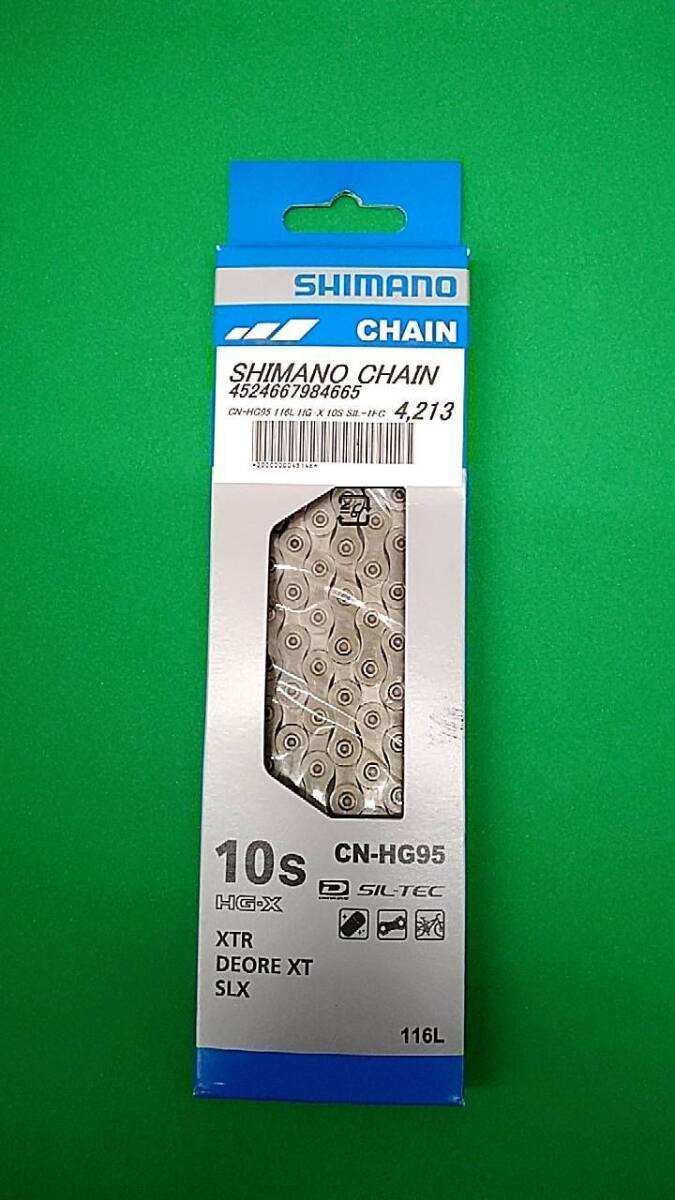 SHIMANO
CHAIN
SHIMANO CHAIN
4524667984665
CN-HG95 116L HG-X 10S SIL-TEC 4,213
10s CN-HG95
HG-X SIL-TEC
XTR
DEORE XT
SLX
116L